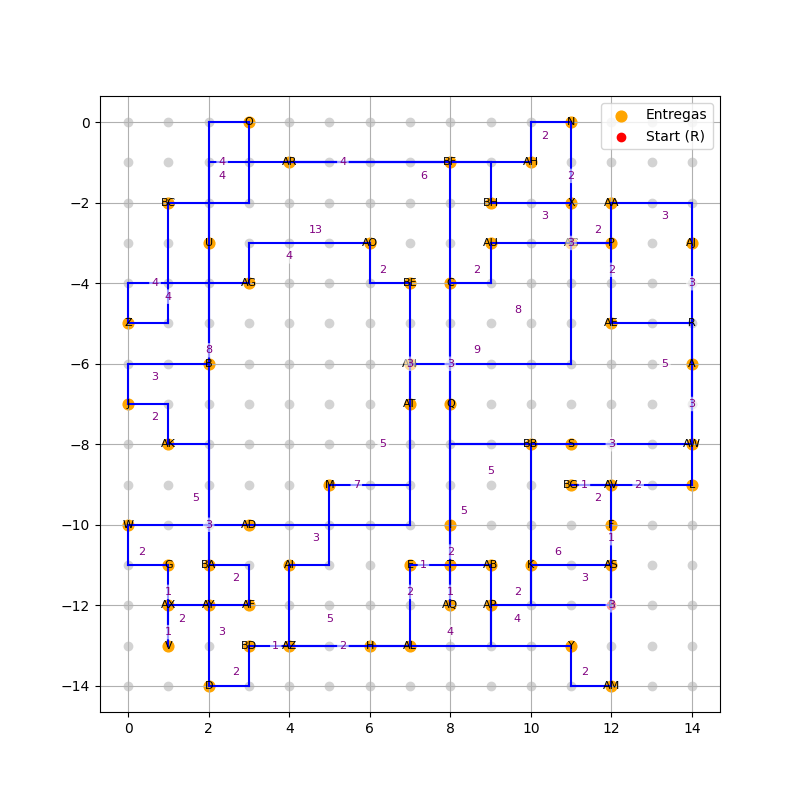 Entregas
Start (R)
0 O N
2
4 AR 4 BF AH
4 6 2
-2 BC BH X AA
3 3
13 2
U AO AU 3 P AJ
4
2 2 2
4 AG BE C 3
-4
4
8
Z AE R
8 9
-6 B 3 3 5 A
3
J AT Q 3
2
-8 AK 5 BB S 3 AW
5
M 7 BG 1 AV 2 L
5 2
5
-10 W 3 AD F
3 1
2 2 6
G BA AI E 1 T AB K AS
2 3
1 2 1 2
-12 AX AY AF AQ AP 3
2 5 4
1 3 4
V BD 1 AZ 2 H AL Y
2 2
-14 D AM
0 2 4 6 8 10 12 14